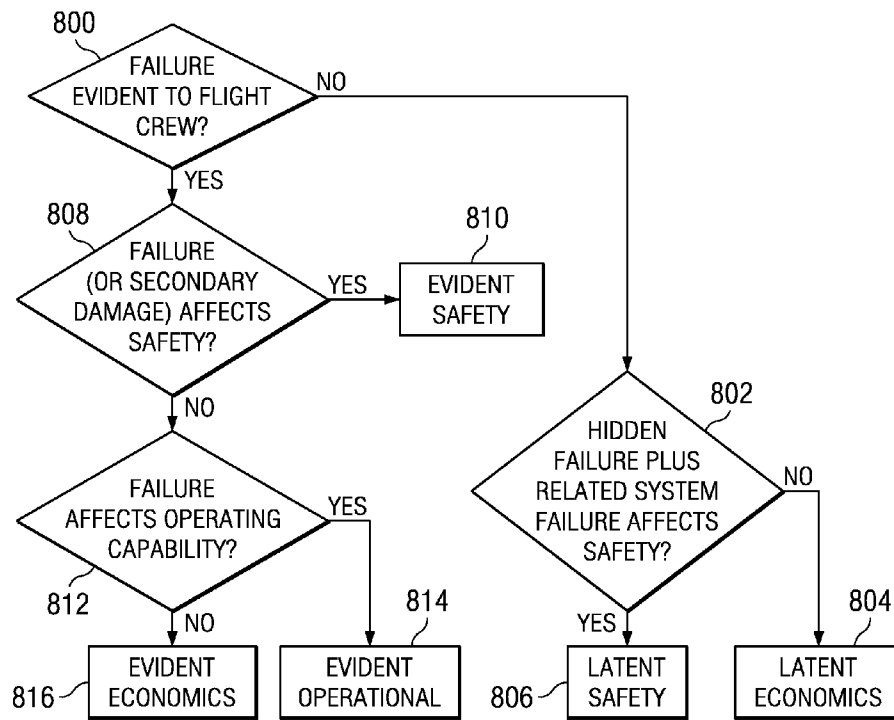 800
FAILURE
EVIDENT TO FLIGHT
CREW?
NO
YES
808
FAILURE
(OR SECONDARY
DAMAGE) AFFECTS
SAFETY?
YES
810
EVIDENT
SAFETY
NO
802
HIDDEN
FAILURE PLUS
RELATED SYSTEM
FAILURE AFFECTS
SAFETY?
NO
FAILURE
AFFECTS OPERATING
CAPABILITY?
YES
812
NO
814
YES
804
816
EVIDENT
ECONOMICS
EVIDENT
OPERATIONAL
806
LATENT
SAFETY
LATENT
ECONOMICS